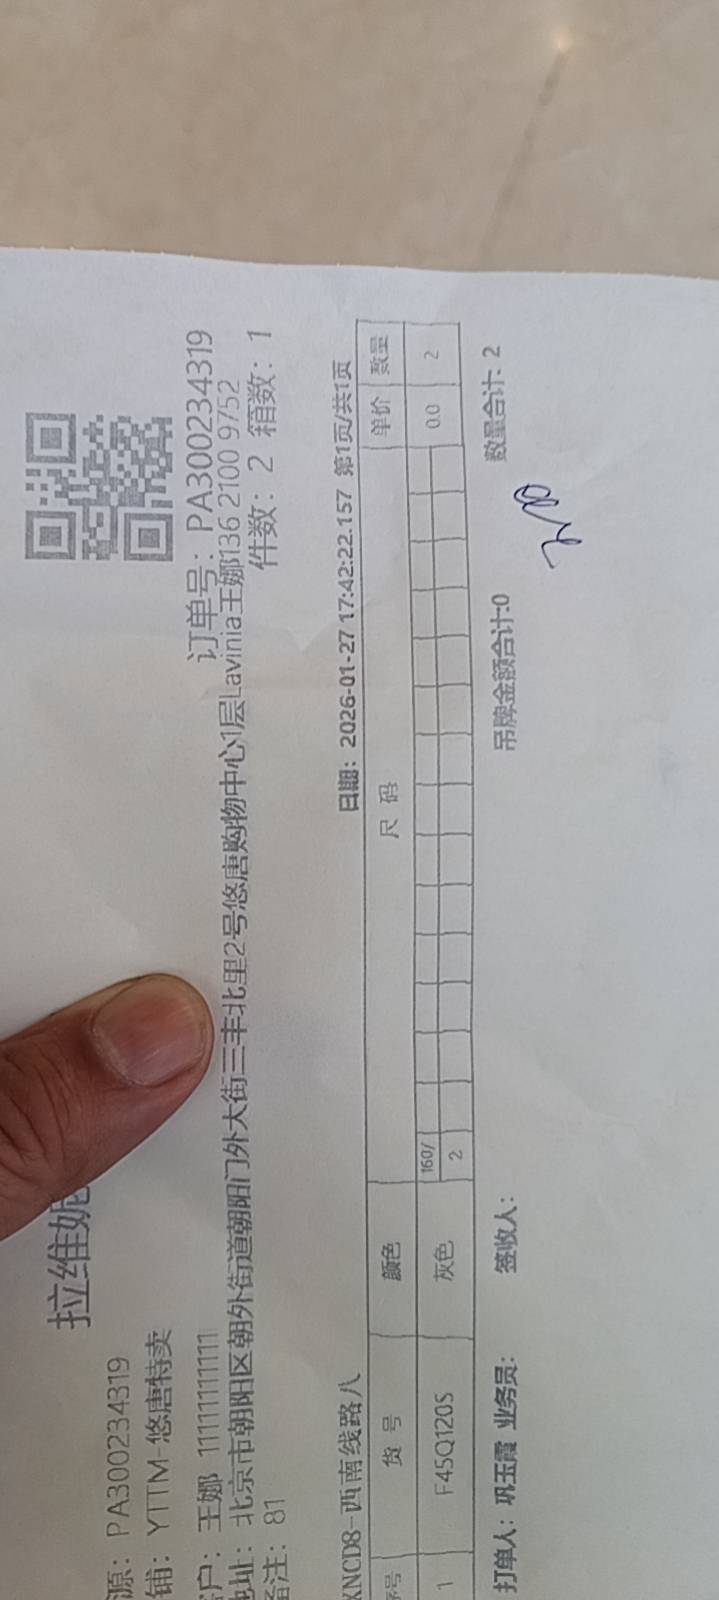 拉维妮
源：PA300234319
订单号：PA300234319
铺：YTTM-悠唐特卖
客户：王娜 11111111111
地址：北京市朝阳区朝外街道朝阳门外大街三丰北里2号悠唐购物中心1层Lavinia王娜136 2100 9752
备注：81
件数：2 箱数：1
XNCD8-西南线路八
日期：2026-01-27 17:42:22.157 第1页/共1页
序号 货号 颜色 尺码 单价 数量
160/
1 F45Q120S 灰色 2 0.0 2
打单人：巩玉霞 业务员： 签收人： 吊牌金额合计:0 数量合计: 2